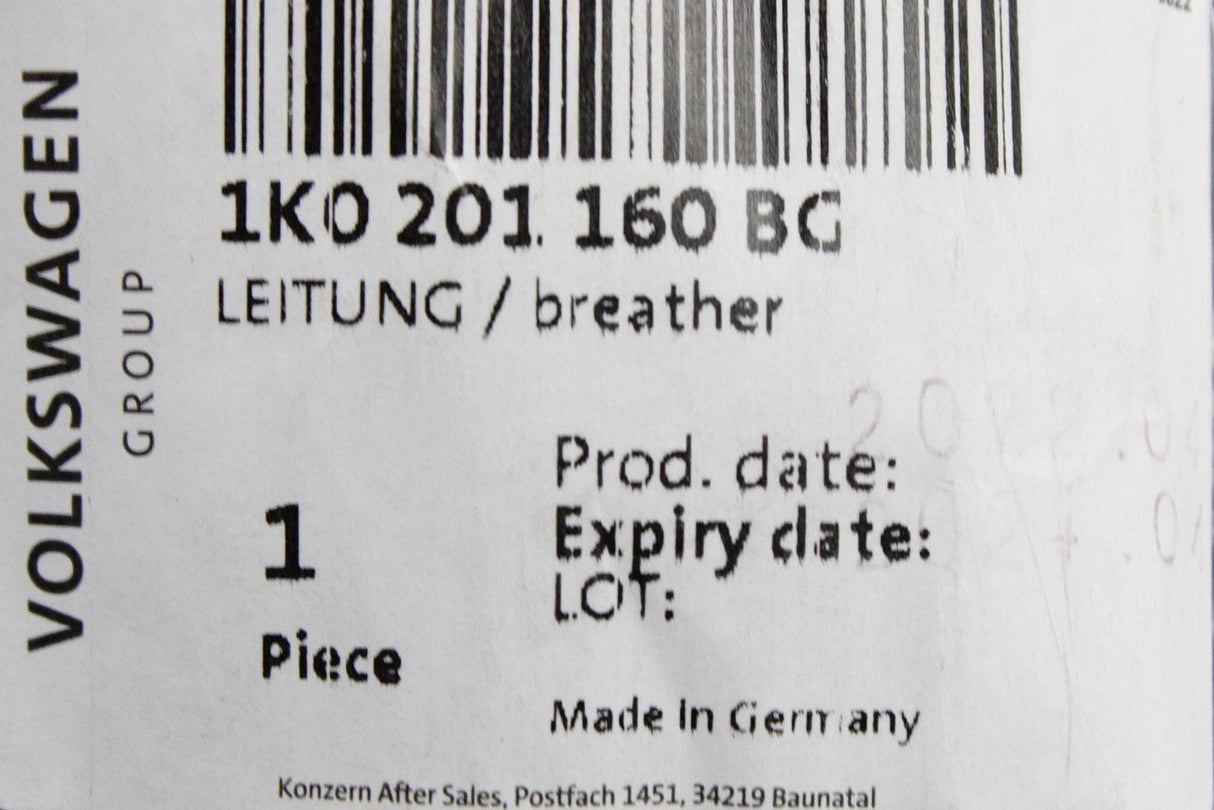 VOLKSWAGEN
GROUP
1K0 201 160 BG
LEITUNG / breather
Prod. date:
Expiry date:
LOT:
1
Piece
Made in Germany
Konzern After Sales, Postfach 1451, 34219 Baunatal